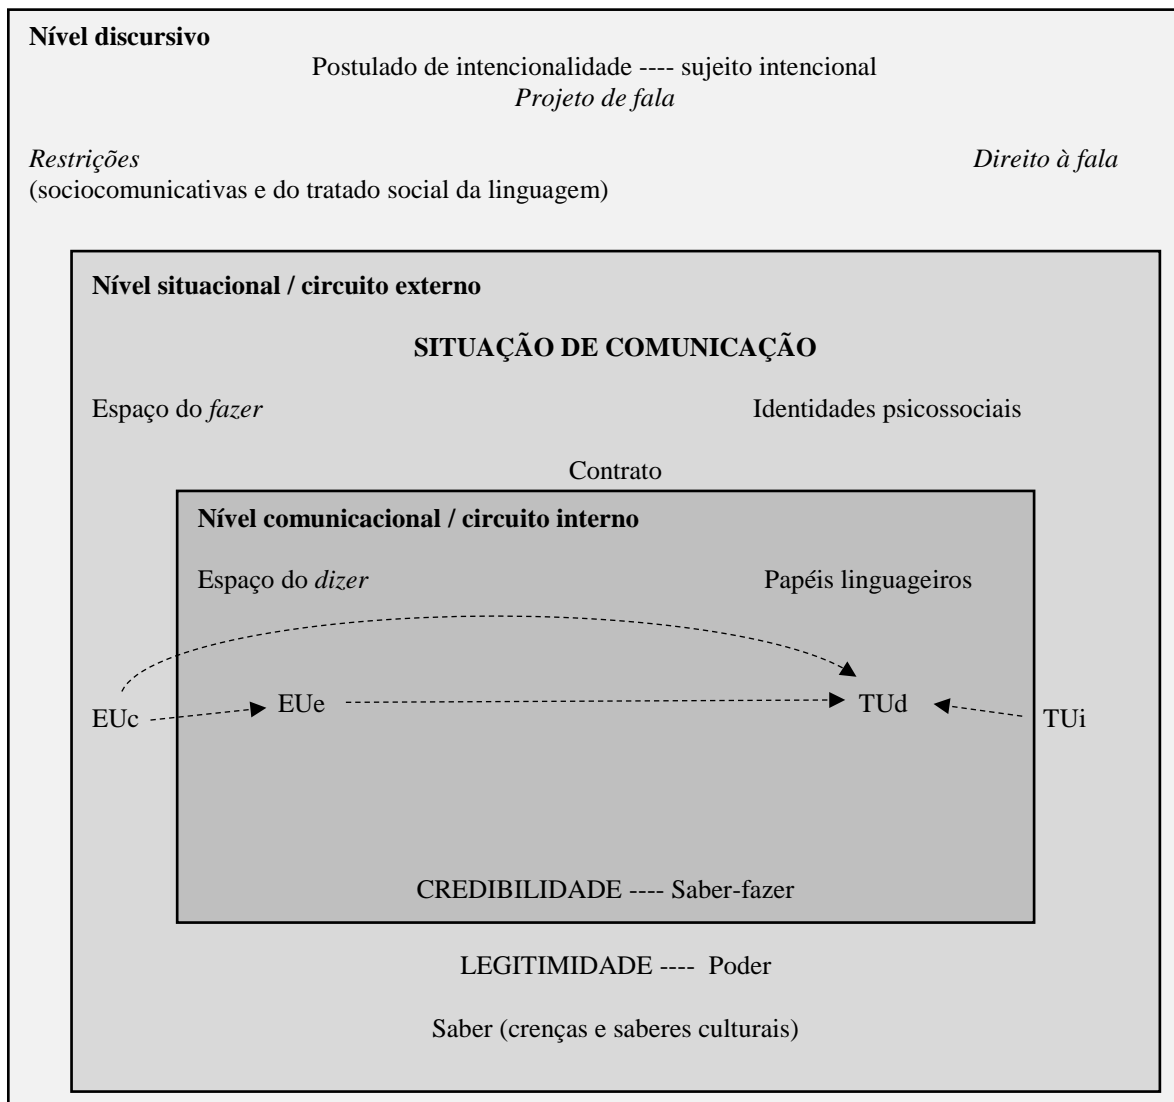 Nível discursivo
Postulado de intencionalidade ---- sujeito intencional
Projeto de fala
Restrições Direito à fala
(sociocomunicativas e do tratado social da linguagem)
Nível situacional / circuito externo
SITUAÇÃO DE COMUNICAÇÃO
Espaço do fazer Identidades psicossociais
Contrato
Nível comunicacional / circuito interno
Espaço do dizer Papéis linguageiros
EUc EUe TUd TUi
CREDIBILIDADE ---- Saber-fazer
LEGITIMIDADE ---- Poder
Saber (crenças e saberes culturais)